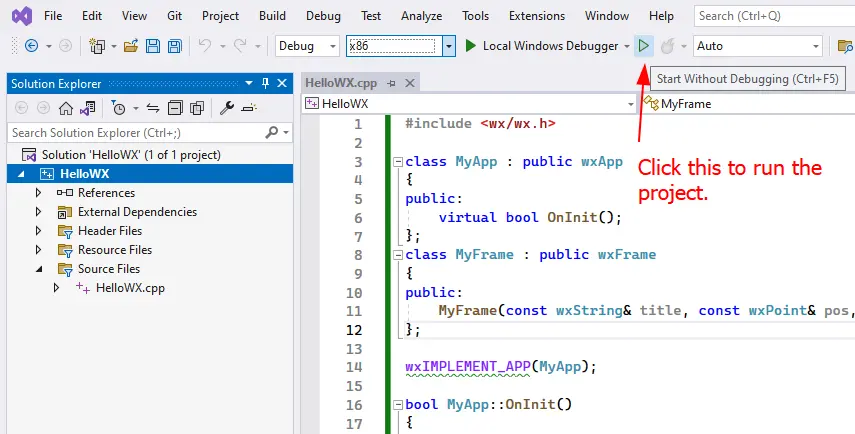 File Edit View Git Project Build Debug Test Analyze Tools Extensions Window Help Search (Ctrl+Q)
Debug x86 Local Windows Debugger Auto
Start Without Debugging (Ctrl+F5)
Solution Explorer
HelloWX.cpp
HelloWX MyFrame
Search Solution Explorer (Ctrl+;)
Solution 'HelloWX' (1 of 1 project)
HelloWX
References
External Dependencies
Header Files
Resource Files
Source Files
HelloWX.cpp
1 #include <wx/wx.h>
2
3 class MyApp : public wxApp
4 {
5 public:
6 virtual bool OnInit();
7 };
8 class MyFrame : public wxFrame
9 {
10 public:
11 MyFrame(const wxString& title, const wxPoint& pos,
12 };
13
14 wxIMPLEMENT_APP(MyApp);
15
16 bool MyApp::OnInit()
17 {
Click this to run the
project.